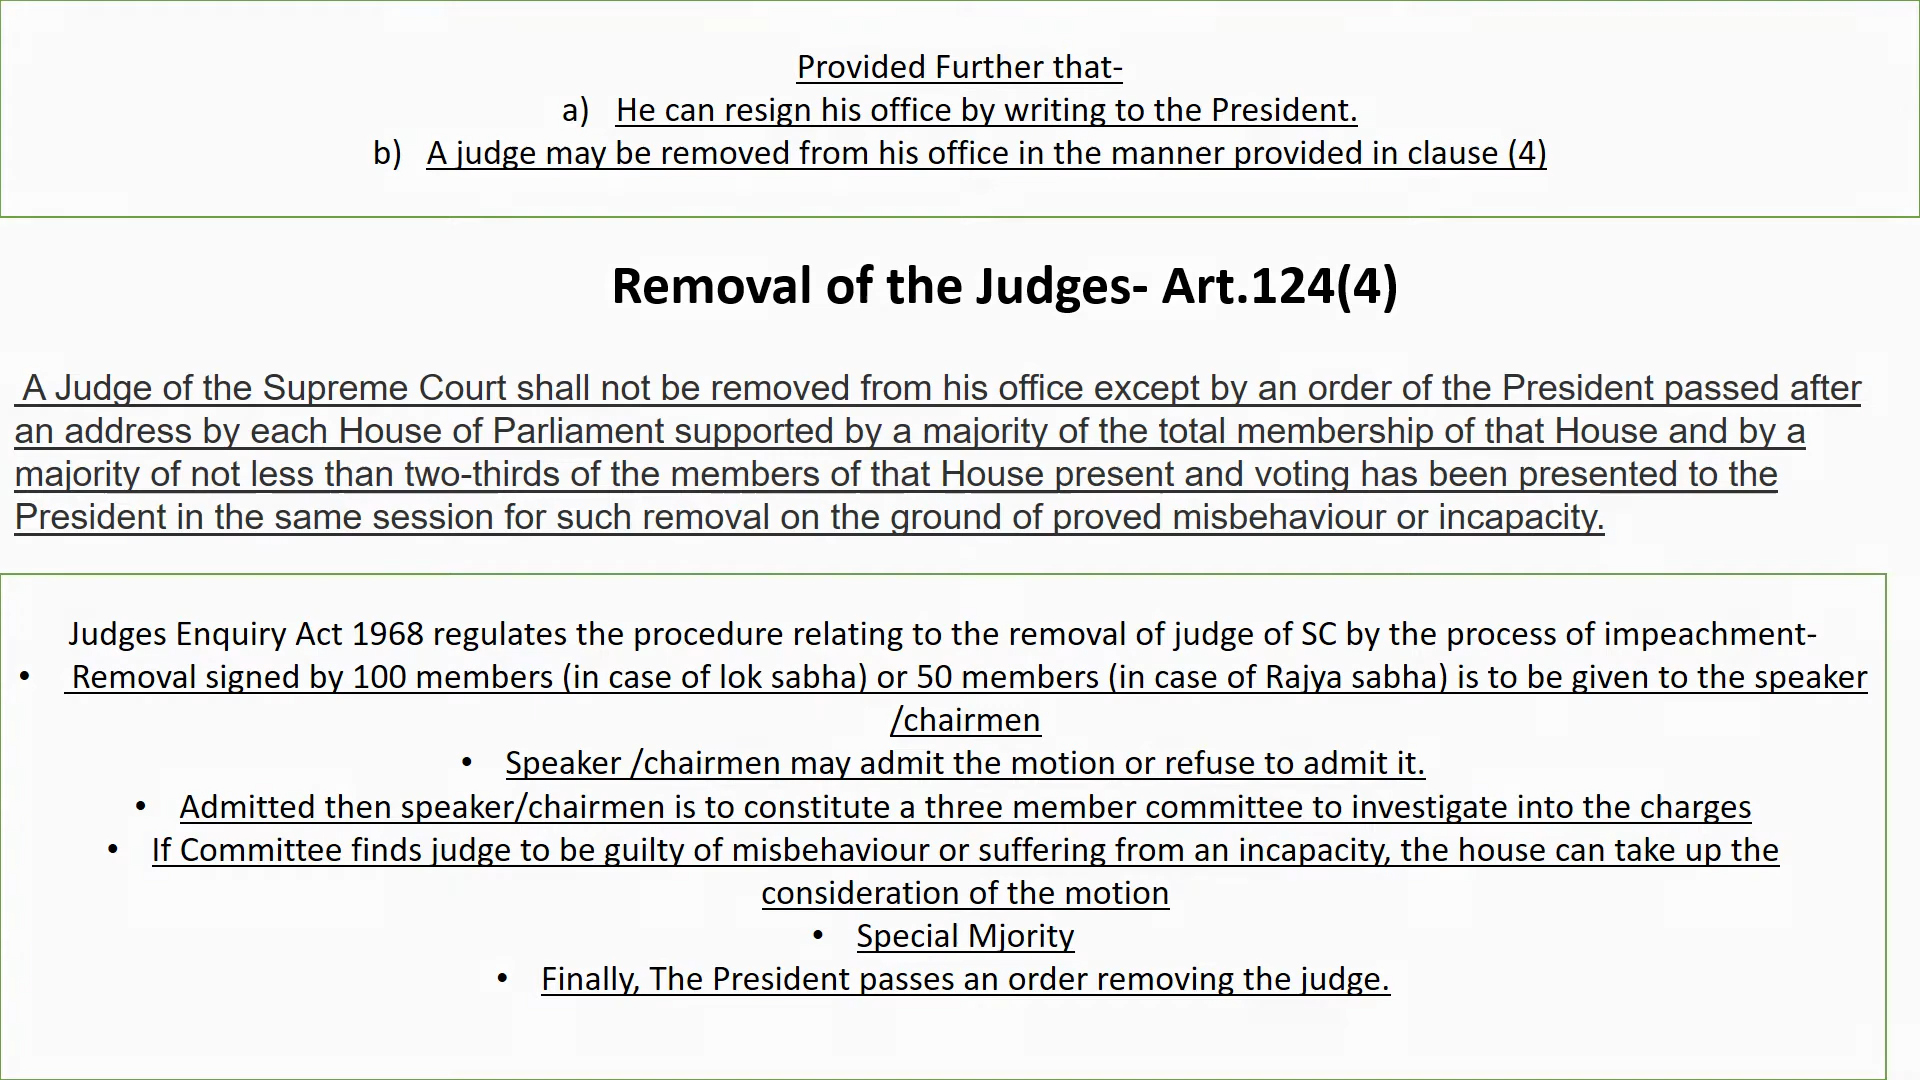 Provided Further that-
a) He can resign his office by writing to the President.
b) A judge may be removed from his office in the manner provided in clause (4)
Removal of the Judges- Art.124(4)
A Judge of the Supreme Court shall not be removed from his office except by an order of the President passed after
an address by each House of Parliament supported by a majority of the total membership of that House and by a
majority of not less than two-thirds of the members of that House present and voting has been presented to the
President in the same session for such removal on the ground of proved misbehaviour or incapacity.
Judges Enquiry Act 1968 regulates the procedure relating to the removal of judge of SC by the process of impeachment-
• Removal signed by 100 members (in case of lok sabha) or 50 members (in case of Rajya sabha) is to be given to the speaker
/chairmen
• Speaker /chairmen may admit the motion or refuse to admit it.
• Admitted then speaker/chairmen is to constitute a three member committee to investigate into the charges
• If Committee finds judge to be guilty of misbehaviour or suffering from an incapacity, the house can take up the
consideration of the motion
• Special Mjority
• Finally, The President passes an order removing the judge.